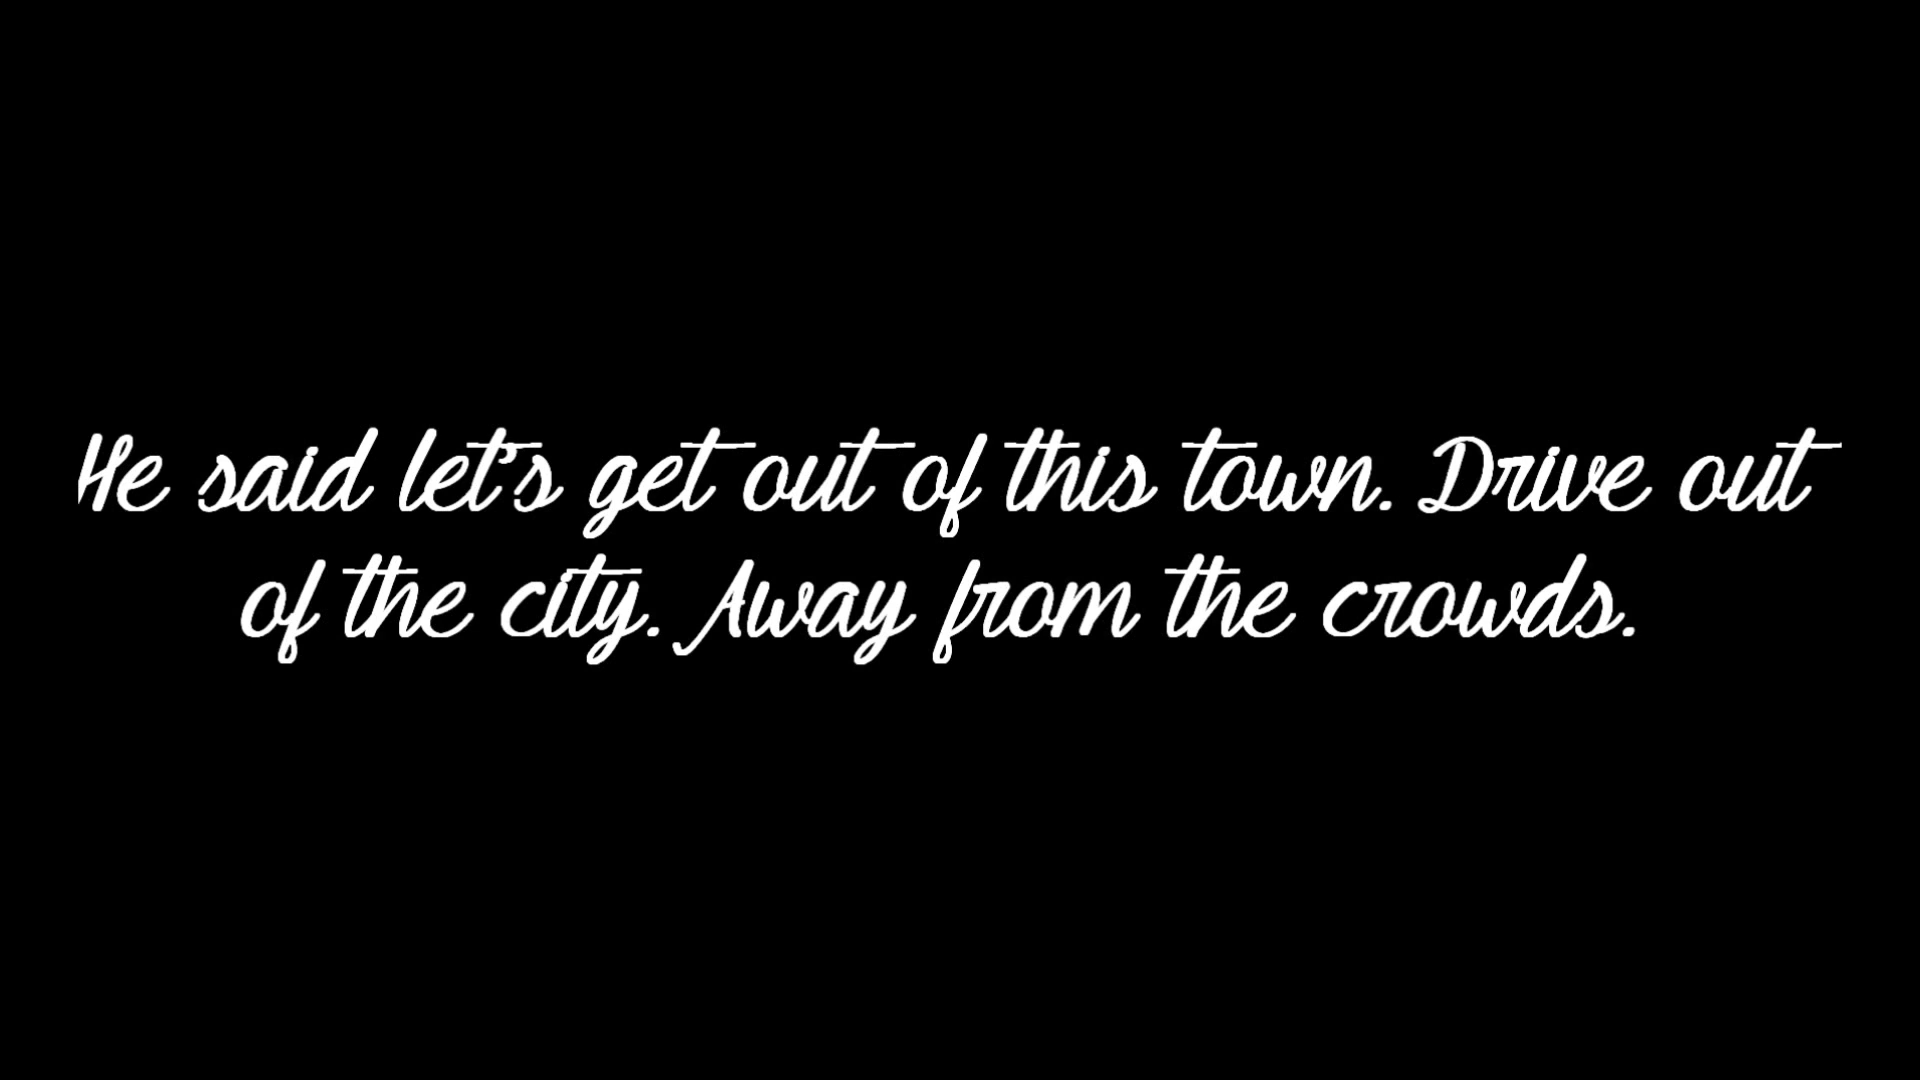 He said let's get out of this town. Drive out
of the city. Away from the crowds.